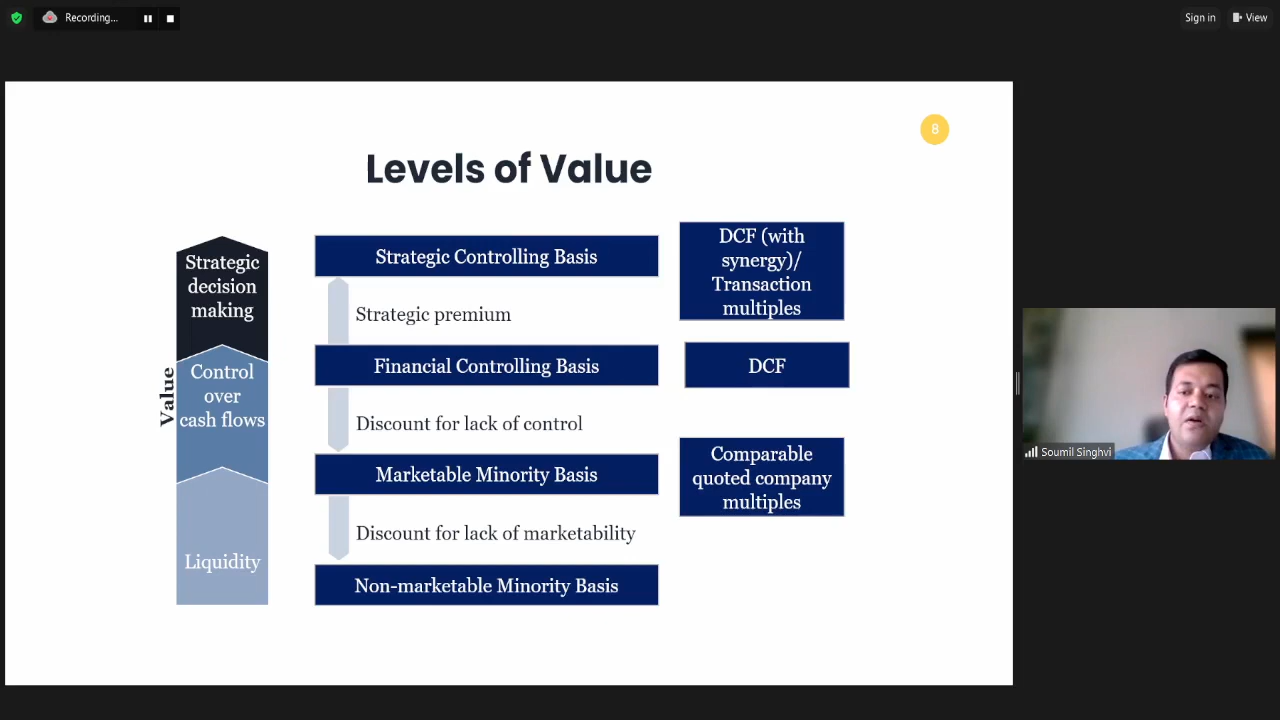 Recording...
Sign in
View
8
Levels of Value
Value
Strategic
decision
making
Control
over
cash flows
Liquidity
Strategic Controlling Basis
Strategic premium
Financial Controlling Basis
Discount for lack of control
Marketable Minority Basis
Discount for lack of marketability
Non-marketable Minority Basis
DCF (with
synergy)/
Transaction
multiples
DCF
Comparable
quoted company
multiples
Soumil Singhvi